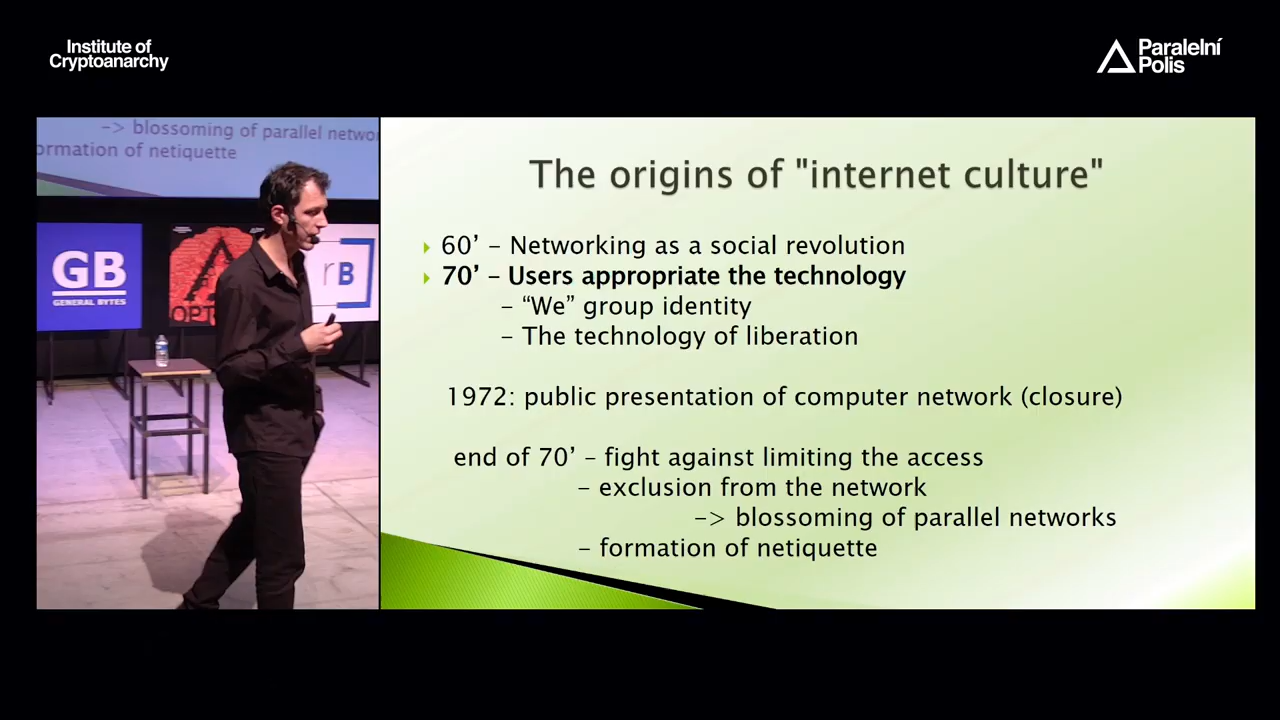 Institute of
Cryptoanarchy
Paralelní
Polis
-> blossoming of parallel networ
ormation of netiquette
GB
GENERAL BYTES
rB
The origins of "internet culture"
60’ – Networking as a social revolution
70’ – Users appropriate the technology
– “We” group identity
– The technology of liberation
1972: public presentation of computer network (closure)
end of 70’ – fight against limiting the access
– exclusion from the network
–> blossoming of parallel networks
– formation of netiquette